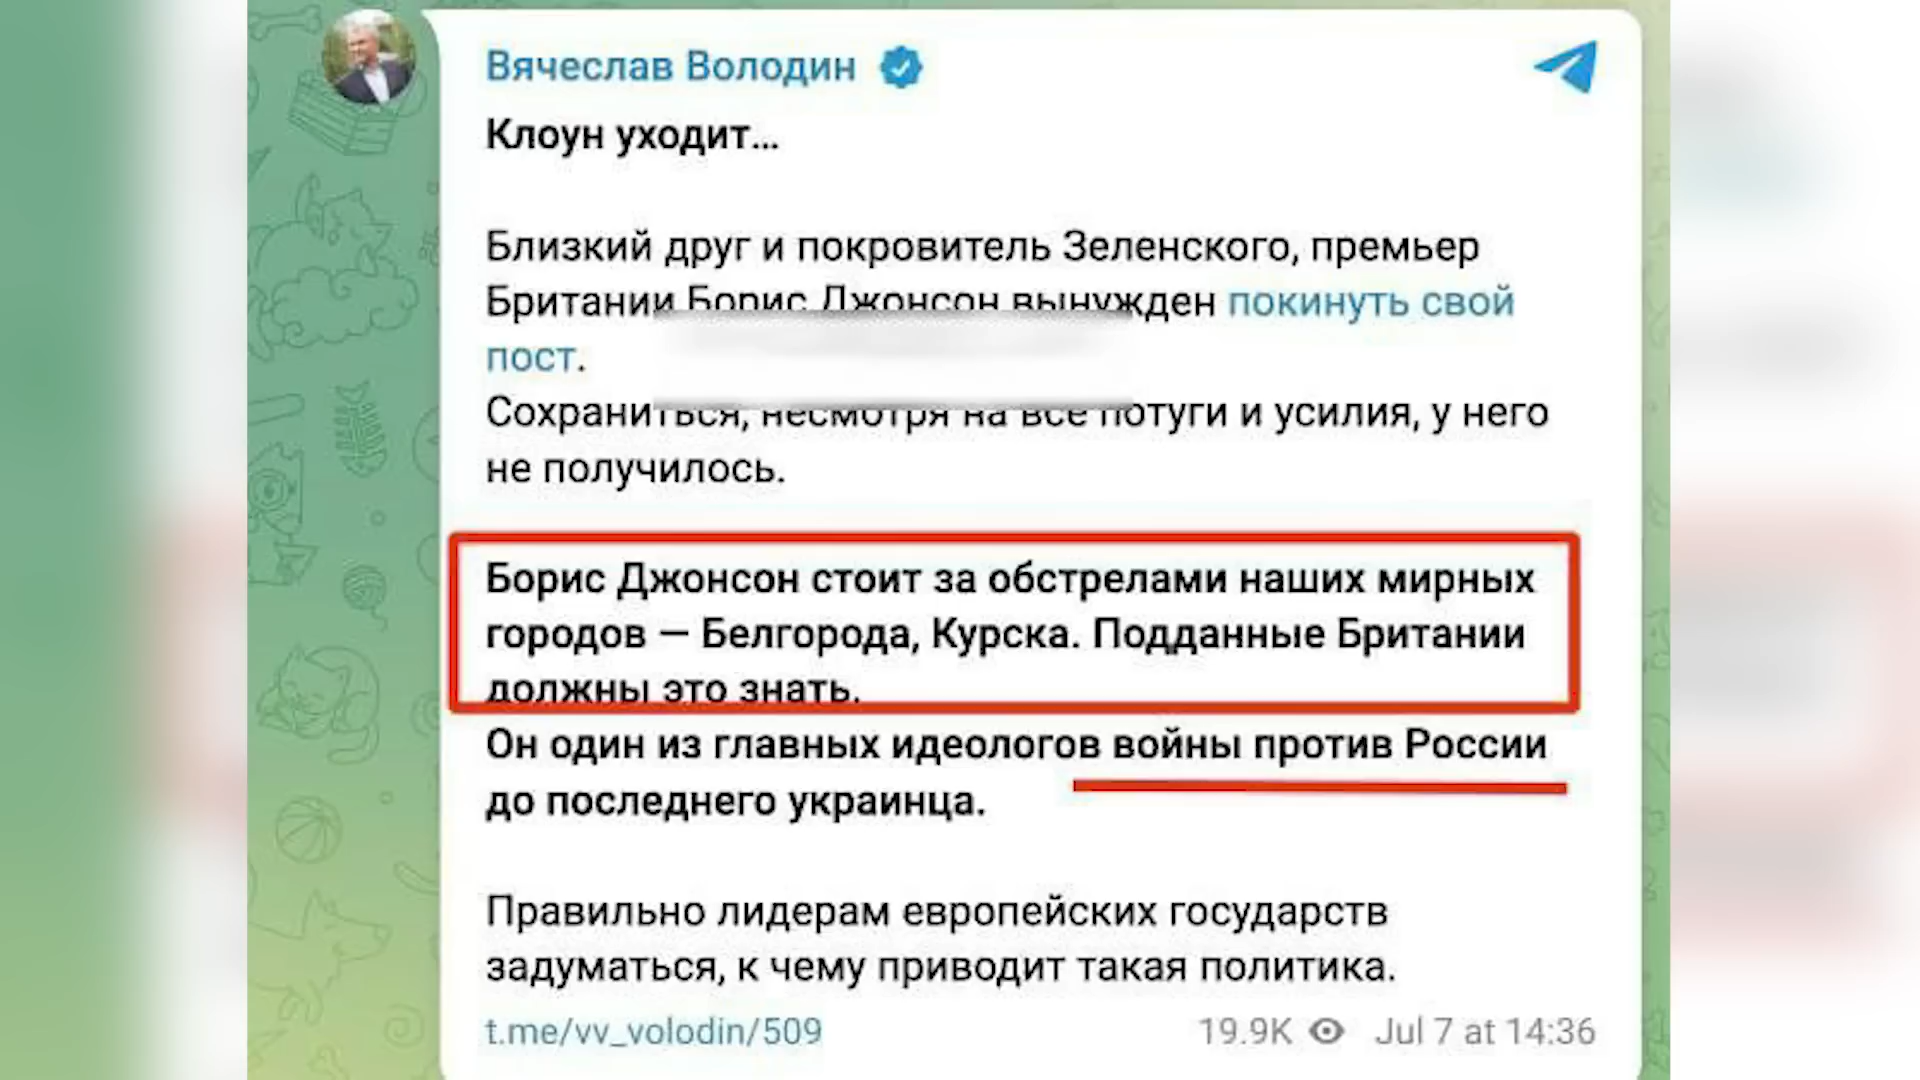 Вячеслав Володин
Клоун уходит...
Близкий друг и покровитель Зеленского, премьер
Британии Борис Джонсон вынужден покинуть свой
пост.
Сохраниться, несмотря на все потуги и усилия, у него
не получилось.
Борис Джонсон стоит за обстрелами наших мирных
городов — Белгорода, Курска. Подданные Британии
должны это знать.
Он один из главных идеологов войны против России
до последнего украинца.
Правильно лидерам европейских государств
задуматься, к чему приводит такая политика.
t.me/vv_volodin/509
19.9K Jul 7 at 14:36